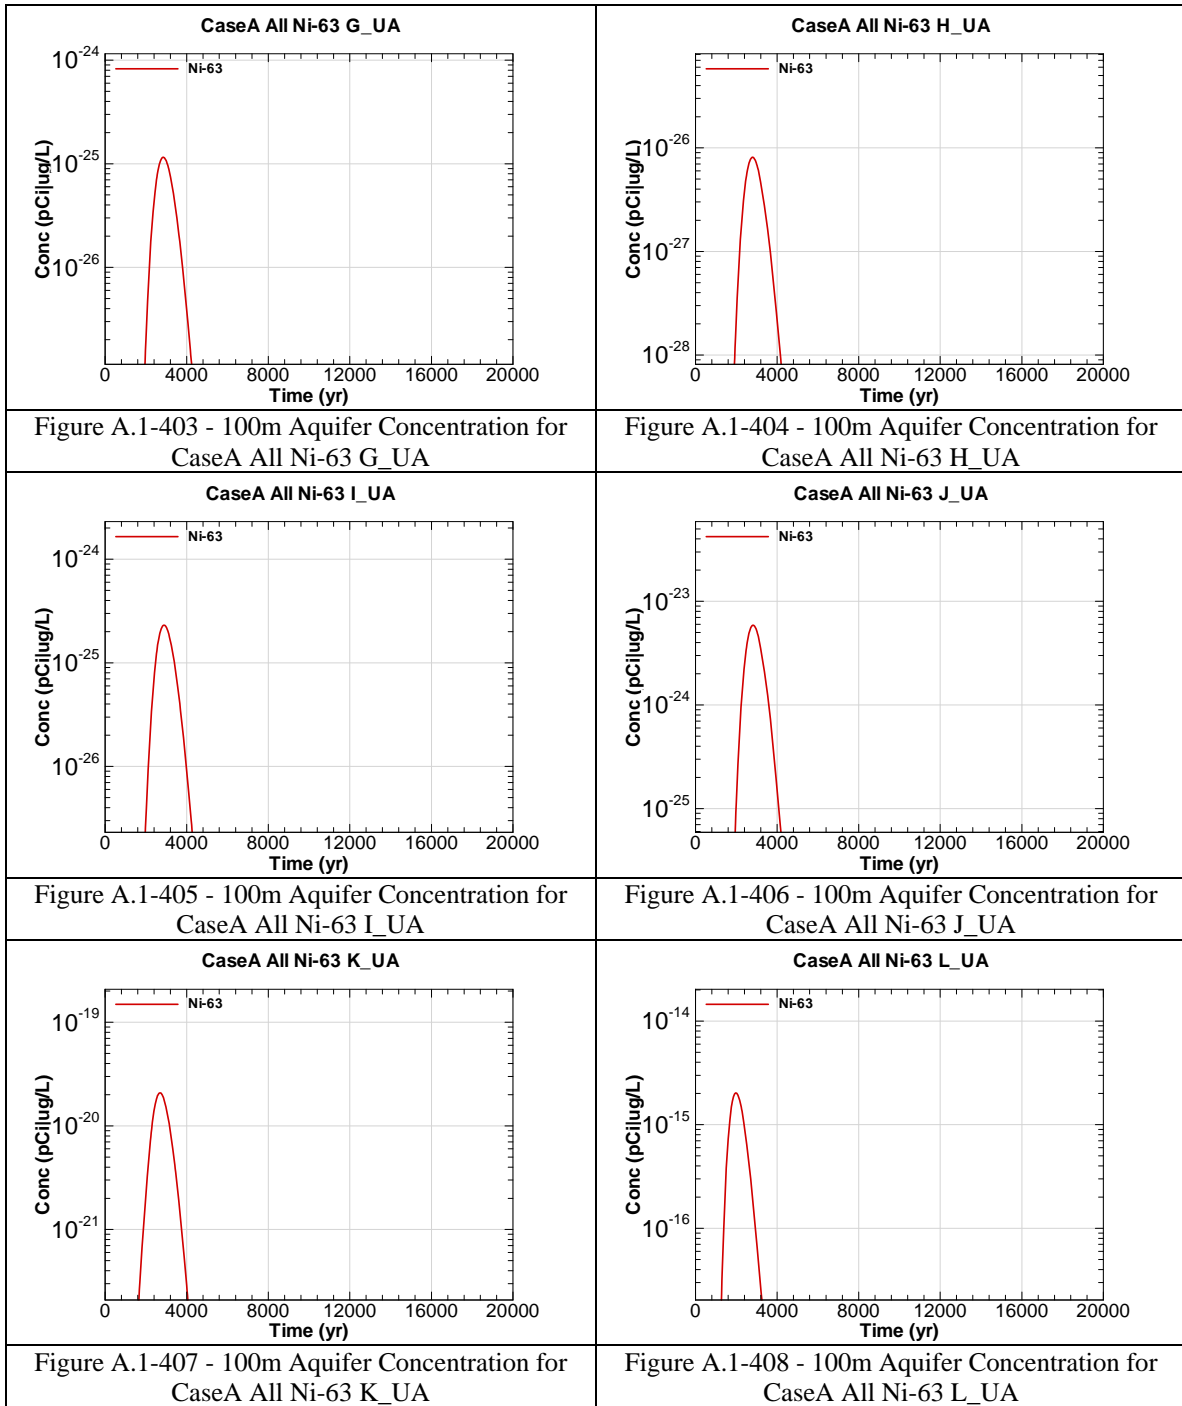 CaseA All Ni-63 G_UA
Ni-63
10-24
10-25
10-26
Conc (pCi|ug/L)
0 4000 8000 12000 16000 20000
Time (yr)
Figure A.1-403 - 100m Aquifer Concentration for
CaseA All Ni-63 G_UA
CaseA All Ni-63 H_UA
Ni-63
10-26
10-27
10-28
Conc (pCi|ug/L)
0 4000 8000 12000 16000 20000
Time (yr)
Figure A.1-404 - 100m Aquifer Concentration for
CaseA All Ni-63 H_UA
CaseA All Ni-63 I_UA
Ni-63
10-24
10-25
10-26
Conc (pCi|ug/L)
0 4000 8000 12000 16000 20000
Time (yr)
Figure A.1-405 - 100m Aquifer Concentration for
CaseA All Ni-63 I_UA
CaseA All Ni-63 J_UA
Ni-63
10-23
10-24
10-25
Conc (pCi|ug/L)
0 4000 8000 12000 16000 20000
Time (yr)
Figure A.1-406 - 100m Aquifer Concentration for
CaseA All Ni-63 J_UA
CaseA All Ni-63 K_UA
Ni-63
10-19
10-20
10-21
Conc (pCi|ug/L)
0 4000 8000 12000 16000 20000
Time (yr)
Figure A.1-407 - 100m Aquifer Concentration for
CaseA All Ni-63 K_UA
CaseA All Ni-63 L_UA
Ni-63
10-14
10-15
10-16
Conc (pCi|ug/L)
0 4000 8000 12000 16000 20000
Time (yr)
Figure A.1-408 - 100m Aquifer Concentration for
CaseA All Ni-63 L_UA